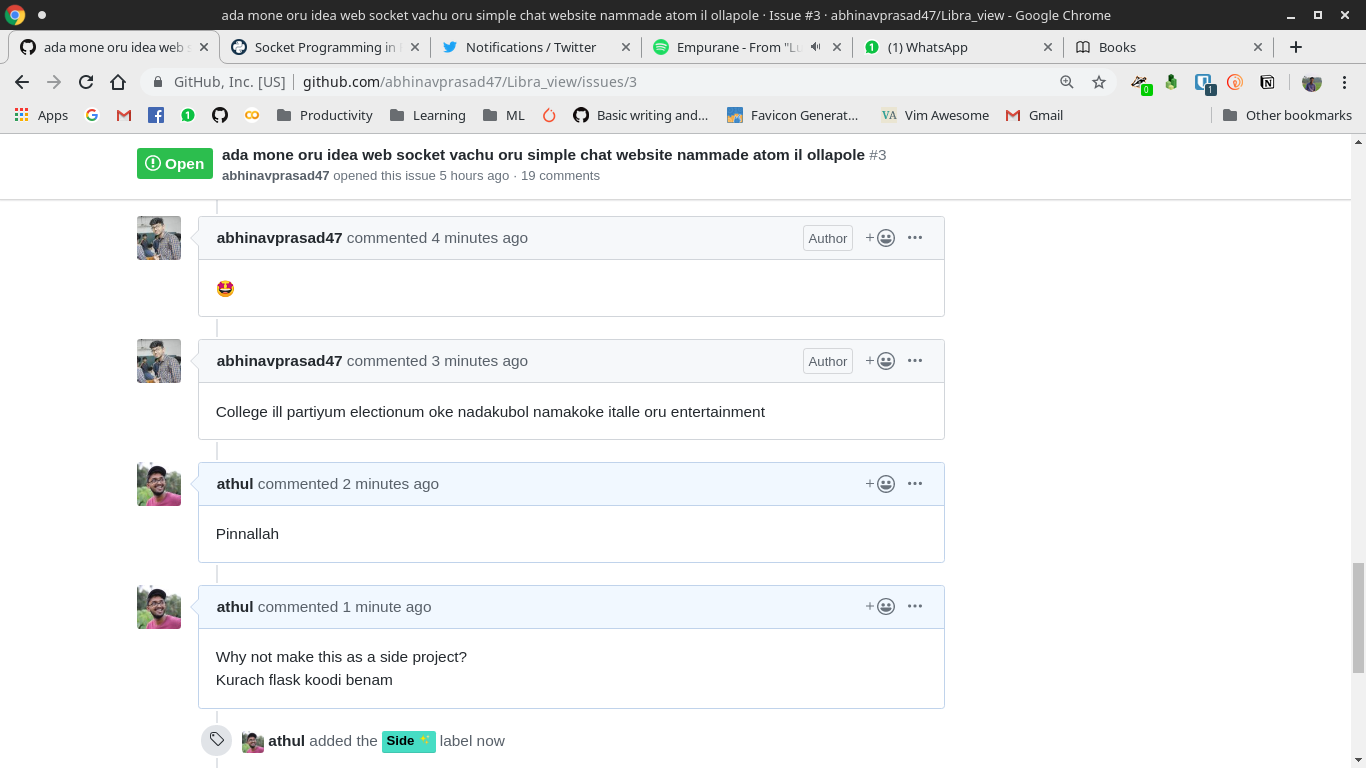 ada mone oru idea web socket vachu oru simple chat website nammade atom il ollapole · Issue #3 · abhinavprasad47/Libra_view - Google Chrome
ada mone oru idea web s
Socket Programming in
Notifications / Twitter
Empurane - From "Lu
(1) WhatsApp
Books
GitHub, Inc. [US]
github.com/abhinavprasad47/Libra_view/issues/3
0
1
Apps
G
1
Productivity
Learning
ML
Basic writing and...
Favicon Generat...
VA
Vim Awesome
Gmail
Other bookmarks
Open
ada mone oru idea web socket vachu oru simple chat website nammade atom il ollapole #3
abhinavprasad47 opened this issue 5 hours ago · 19 comments
abhinavprasad47 commented 4 minutes ago
Author
+
🤩
abhinavprasad47 commented 3 minutes ago
Author
+
College ill partiyum electionum oke nadakubol namakoke italle oru entertainment
athul commented 2 minutes ago
+
Pinnallah
athul commented 1 minute ago
+
Why not make this as a side project?
Kurach flask koodi benam
athul added the Side ✨ label now